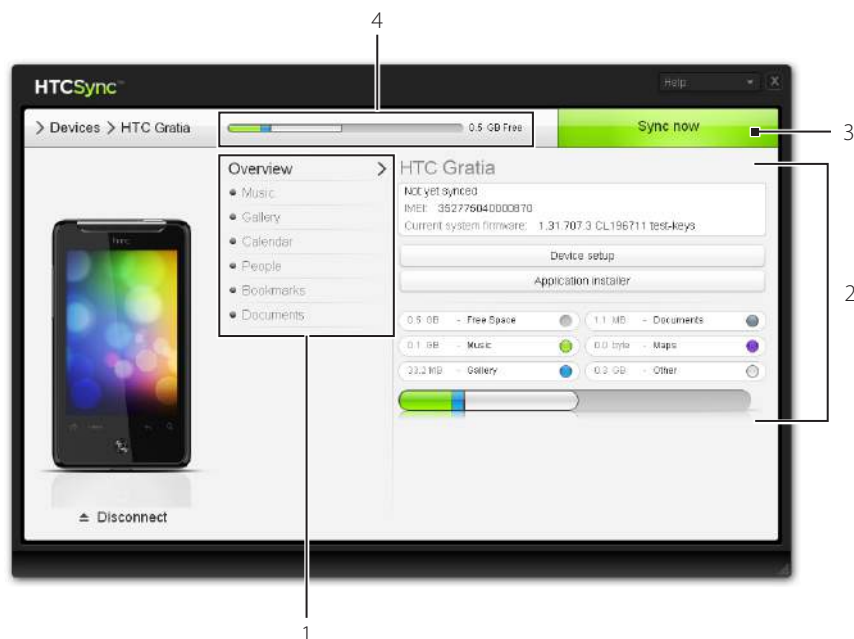 4
HTCSync™
Help
X
> Devices > HTC Gratia
0.5 GB Free
Sync now
3
Overview >
Music
Gallery
Calendar
People
Bookmarks
Documents
HTC Gratia
Not yet synced
IMEI: 352776040000870
Current system firmware: 1.31.707.3 CL196711 test-keys
Device setup
Application installer
0.5 GB - Free Space
1.1 MB - Documents
0.1 GB - Music
0.0 byte - Maps
33.2 MB - Gallery
0.3 GB - Other
2
hTC
Disconnect
1